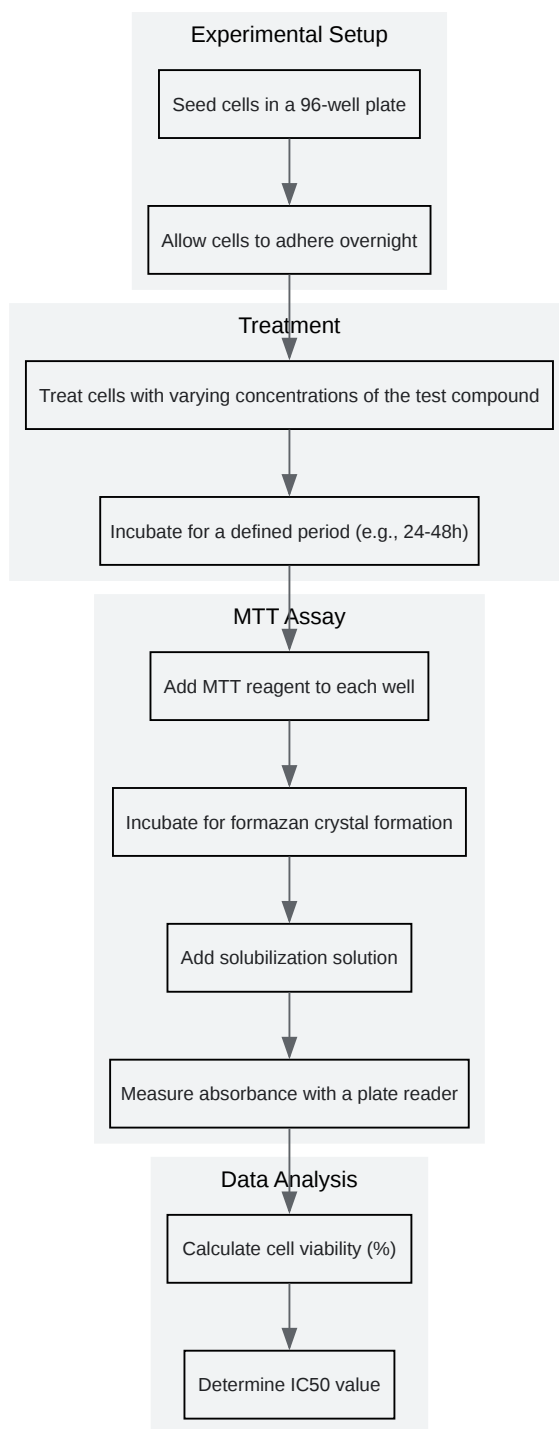 Experimental Setup
Seed cells in a 96-well plate
Allow cells to adhere overnight
Treatment
Treat cells with varying concentrations of the test compound
Incubate for a defined period (e.g., 24-48h)
MTT Assay
Add MTT reagent to each well
Incubate for formazan crystal formation
Add solubilization solution
Measure absorbance with a plate reader
Data Analysis
Calculate cell viability (%)
Determine IC50 value